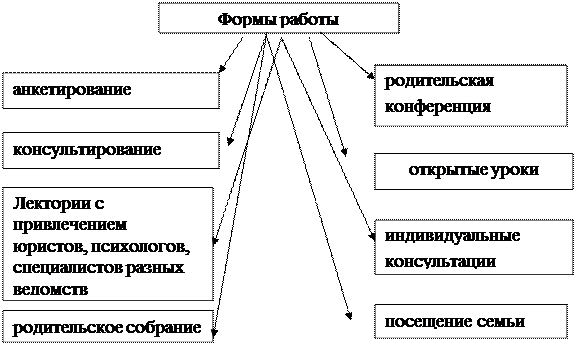 Формы работы
анкетирование
консультирование
Лектории с
привлечением
юристов, психологов,
специалистов разных
ведомств
родительское собрание
родительская
конференция
открытые уроки
индивидуальные
консультации
посещение семьи